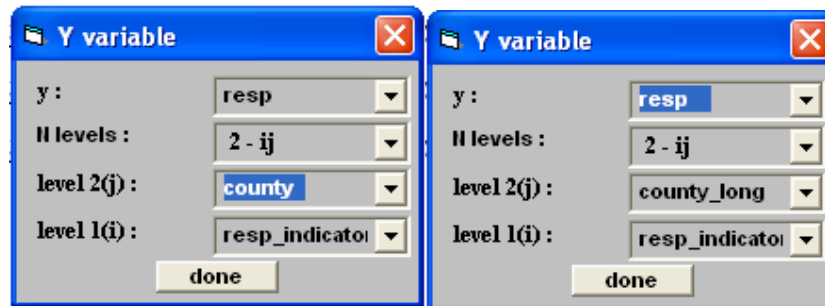 Y variable
y :
resp
N levels :
2 - ij
level 2(j) :
county
level 1(i) :
resp_indicator
done
Y variable
y :
resp
N levels :
2 - ij
level 2(j) :
county_long
level 1(i) :
resp_indicator
done